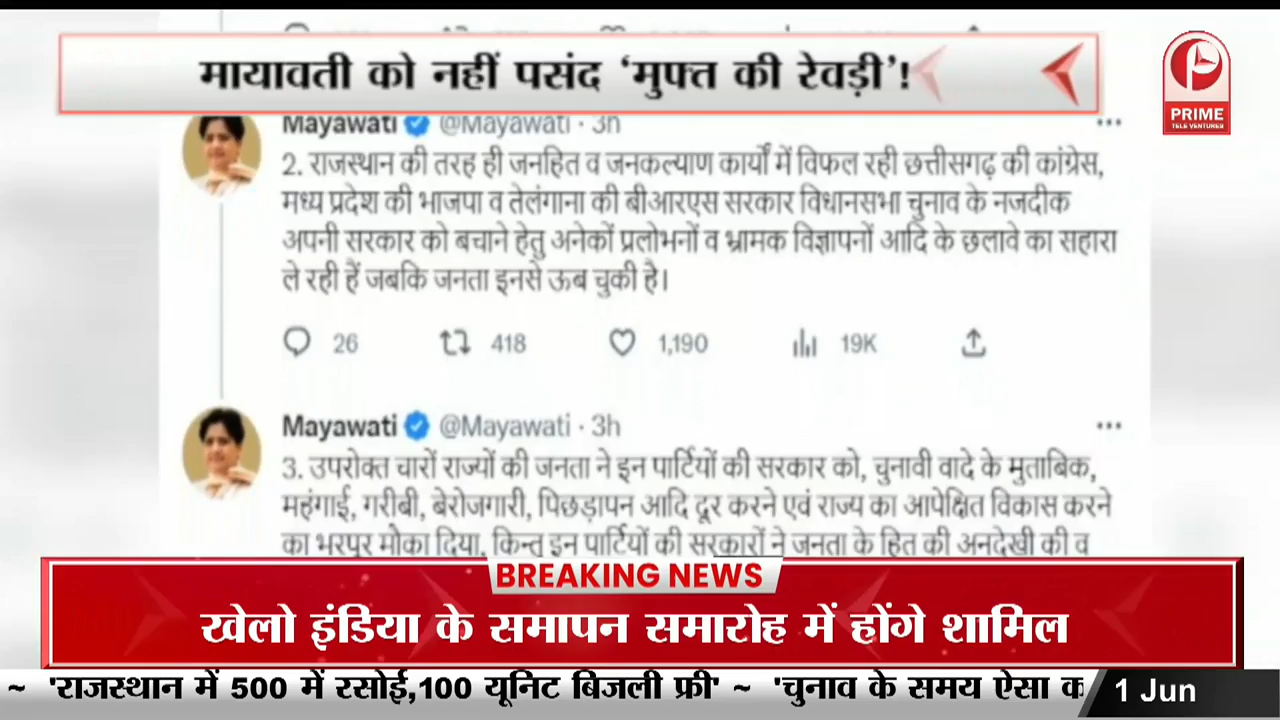 मायावती को नहीं पसंद ‘मुफ्त की रेवड़ी’!
PRIME
TELE VENTURES
Mayawati @Mayawati · 3h
2. राजस्थान की तरह ही जनहित व जनकल्याण कार्यों में विफल रही छत्तीसगढ़ की कांग्रेस,
मध्य प्रदेश की भाजपा व तेलंगाना की बीआरएस सरकार विधानसभा चुनाव के नजदीक
अपनी सरकार को बचाने हेतु अनेकों प्रलोभनों व भ्रामक विज्ञापनों आदि के छलावे का सहारा
ले रही हैं जबकि जनता इनसे ऊब चुकी है।
26 418 1,190 19K
Mayawati @Mayawati · 3h
3. उपरोक्त चारों राज्यों की जनता ने इन पार्टियों की सरकार को, चुनावी वादे के मुताबिक,
महंगाई, गरीबी, बेरोजगारी, पिछड़ापन आदि दूर करने एवं राज्य का आपेक्षित विकास करने
का भरपूर मौका दिया, किन्तु इन पार्टियों की सरकारों ने जनता के हित की अनदेखी की व
BREAKING NEWS
खेलो इंडिया के समापन समारोह में होंगे शामिल
~ 'राजस्थान में 500 में रसोई,100 यूनिट बिजली फ्री' ~ 'चुनाव के समय ऐसा क
1 Jun